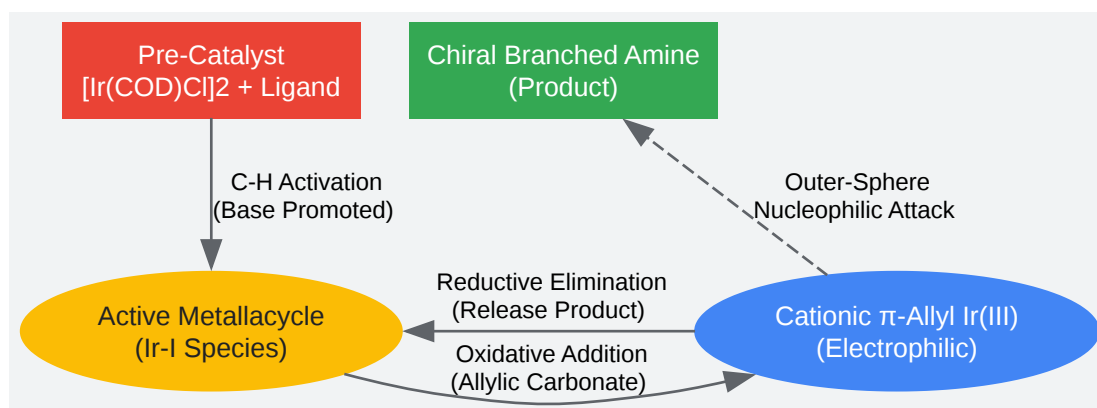 Pre-Catalyst
[Ir(COD)Cl]2 + Ligand
Chiral Branched Amine
(Product)
C-H Activation
(Base Promoted)
Outer-Sphere
Nucleophilic Attack
Reductive Elimination
(Release Product)
Active Metallacycle
(Ir-I Species)
Cationic π-Allyl Ir(III)
(Electrophilic)
Oxidative Addition
(Allylic Carbonate)